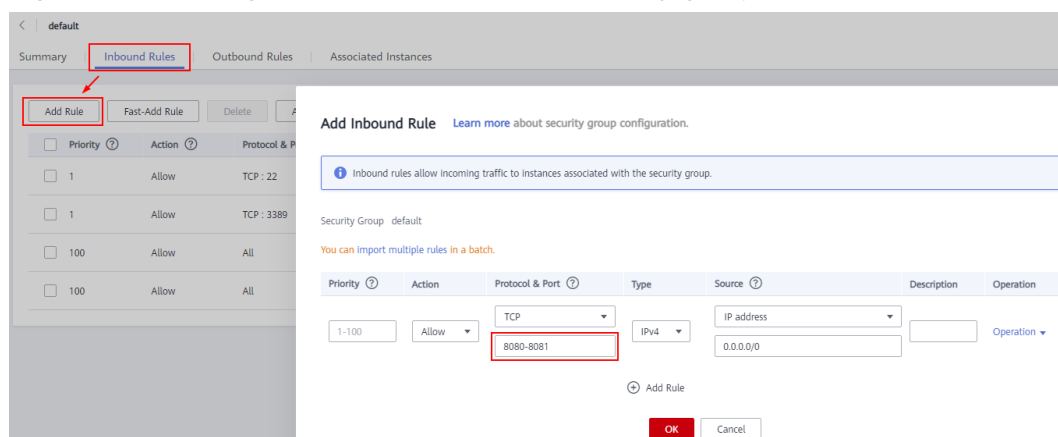 default
Summary Inbound Rules Outbound Rules Associated Instances
Add Rule Fast-Add Rule Delete A
Priority Action Protocol & P
1 Allow TCP : 22
1 Allow TCP : 3389
100 Allow All
100 Allow All
Add Inbound Rule Learn more about security group configuration.
Inbound rules allow incoming traffic to instances associated with the security group.
Security Group default
You can import multiple rules in a batch.
Priority Action Protocol & Port Type Source Description Operation
TCP IP address
1-100 Allow IPv4 Operation
8080-8081 0.0.0.0/0
Add Rule
OK Cancel